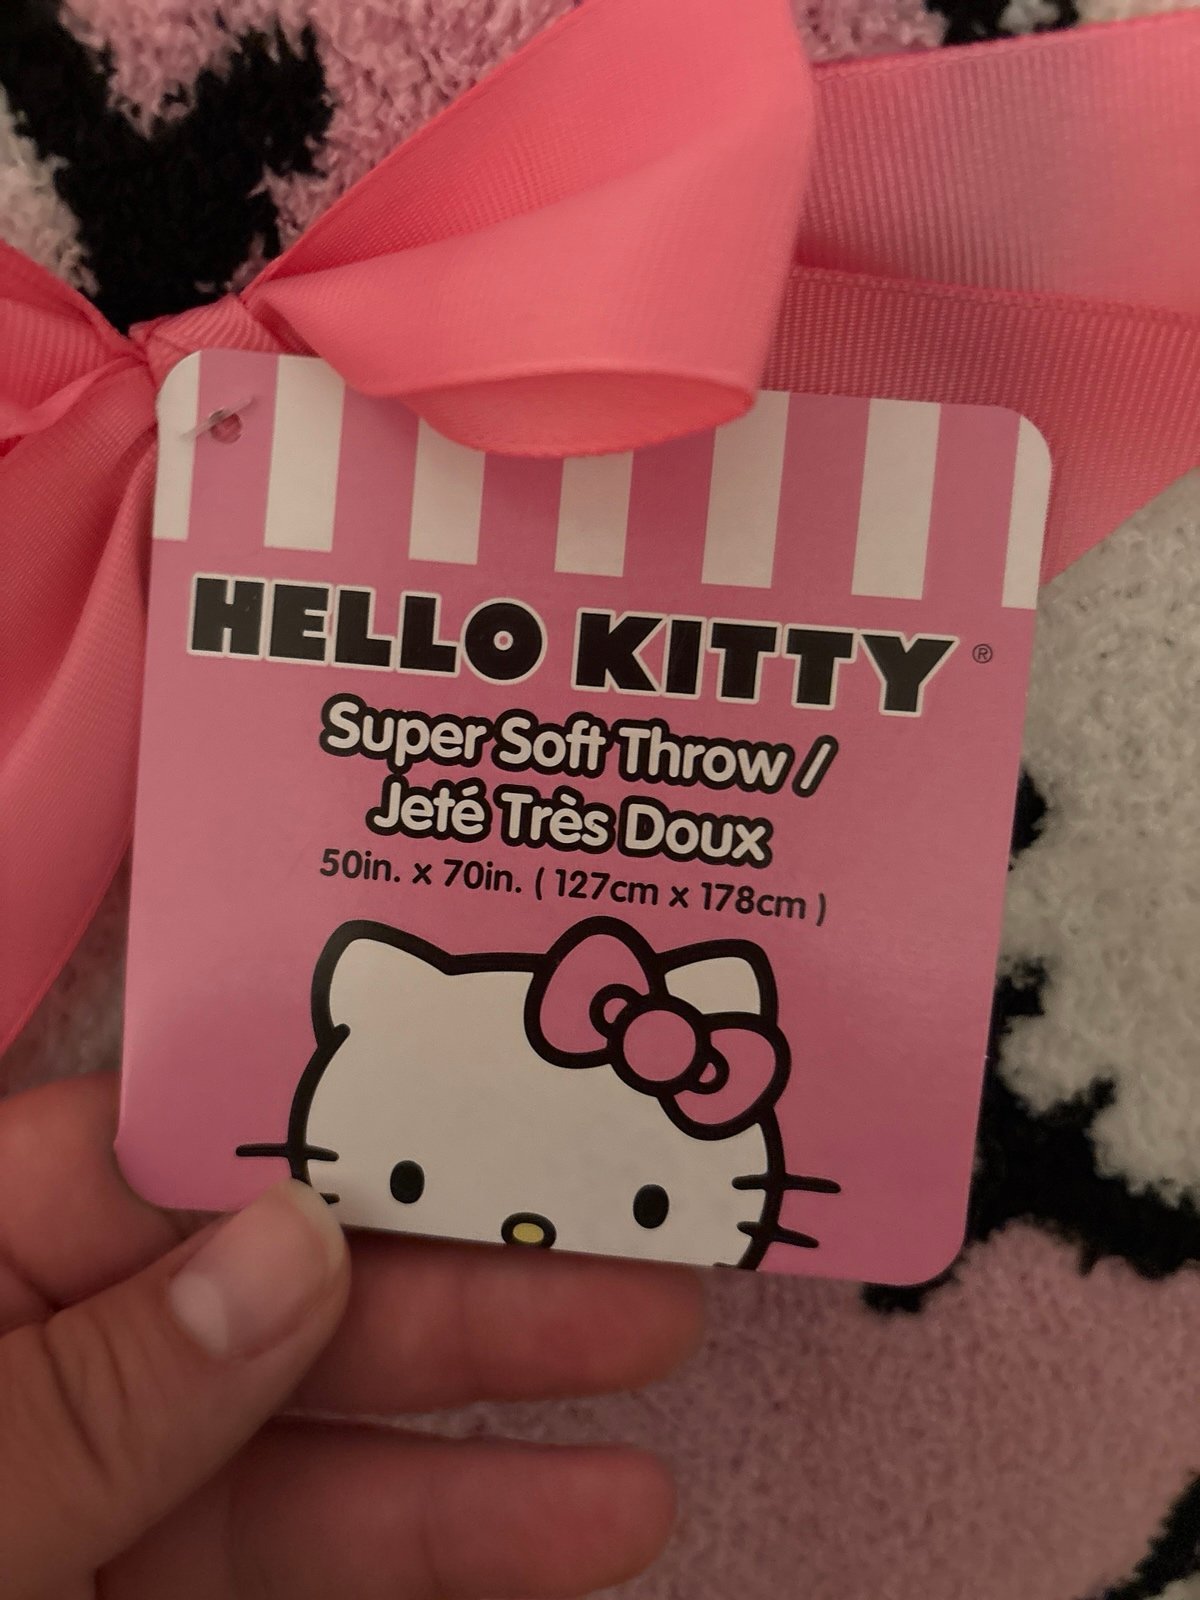 HELLO KITTY ®
Super Soft Throw /
Jeté Très Doux
50in. x 70in. ( 127cm x 178cm )